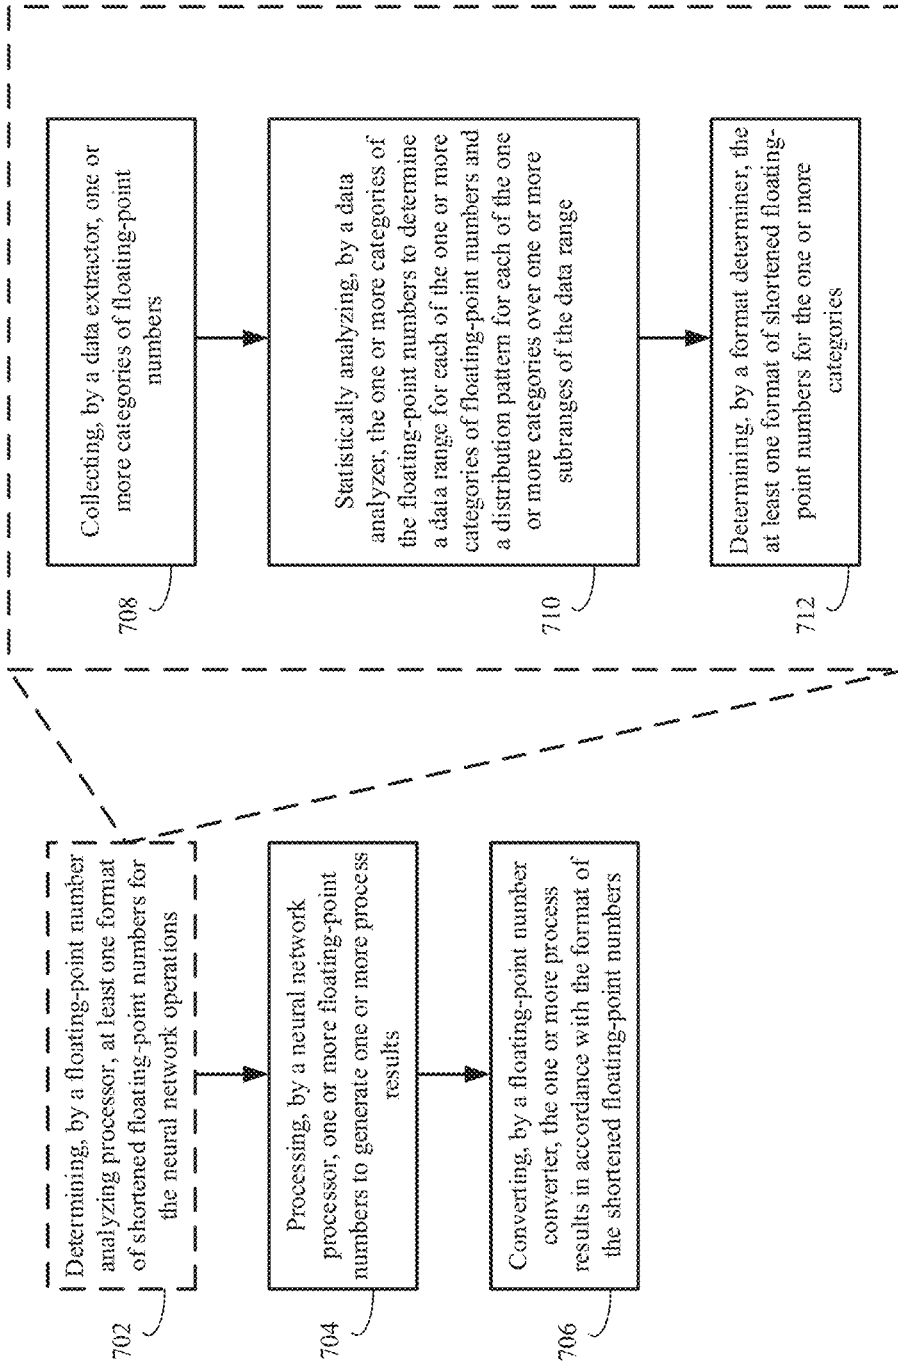 Determining, by a floating-point number
analyzing processor, at least one format
of shortened floating-point numbers for
the neural network operations
702
Processing, by a neural network
processor, one or more floating-point
numbers to generate one or more process
results
704
Converting, by a floating-point number
converter, the one or more process
results in accordance with the format of
the shortened floating-point numbers
706
Collecting, by a data extractor, one or
more categories of floating-point
numbers
708
Statistically analyzing, by a data
analyzer, the one or more categories of
the floating-point numbers to determine
a data range for each of the one or more
categories of floating-point numbers and
a distribution pattern for each of the one
or more categories over one or more
subranges of the data range
710
Determining, by a format determiner, the
at least one format of shortened floating-
point numbers for the one or more
categories
712